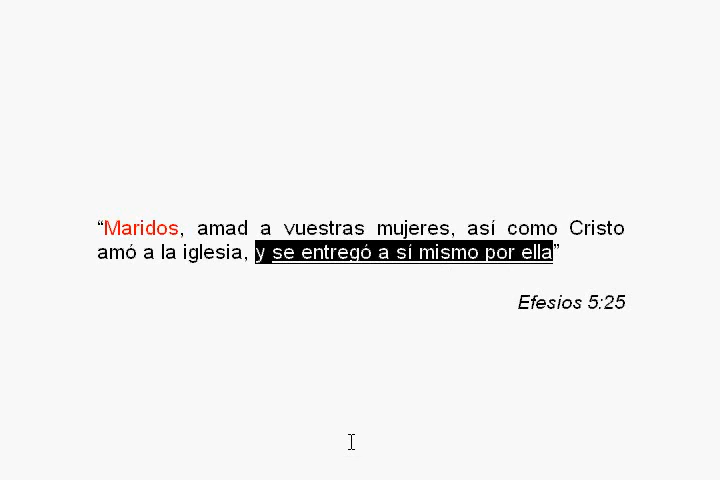 “Maridos, amad a vuestras mujeres, así como Cristo
amó a la iglesia, y se entregó a sí mismo por ella”
Efesios 5:25